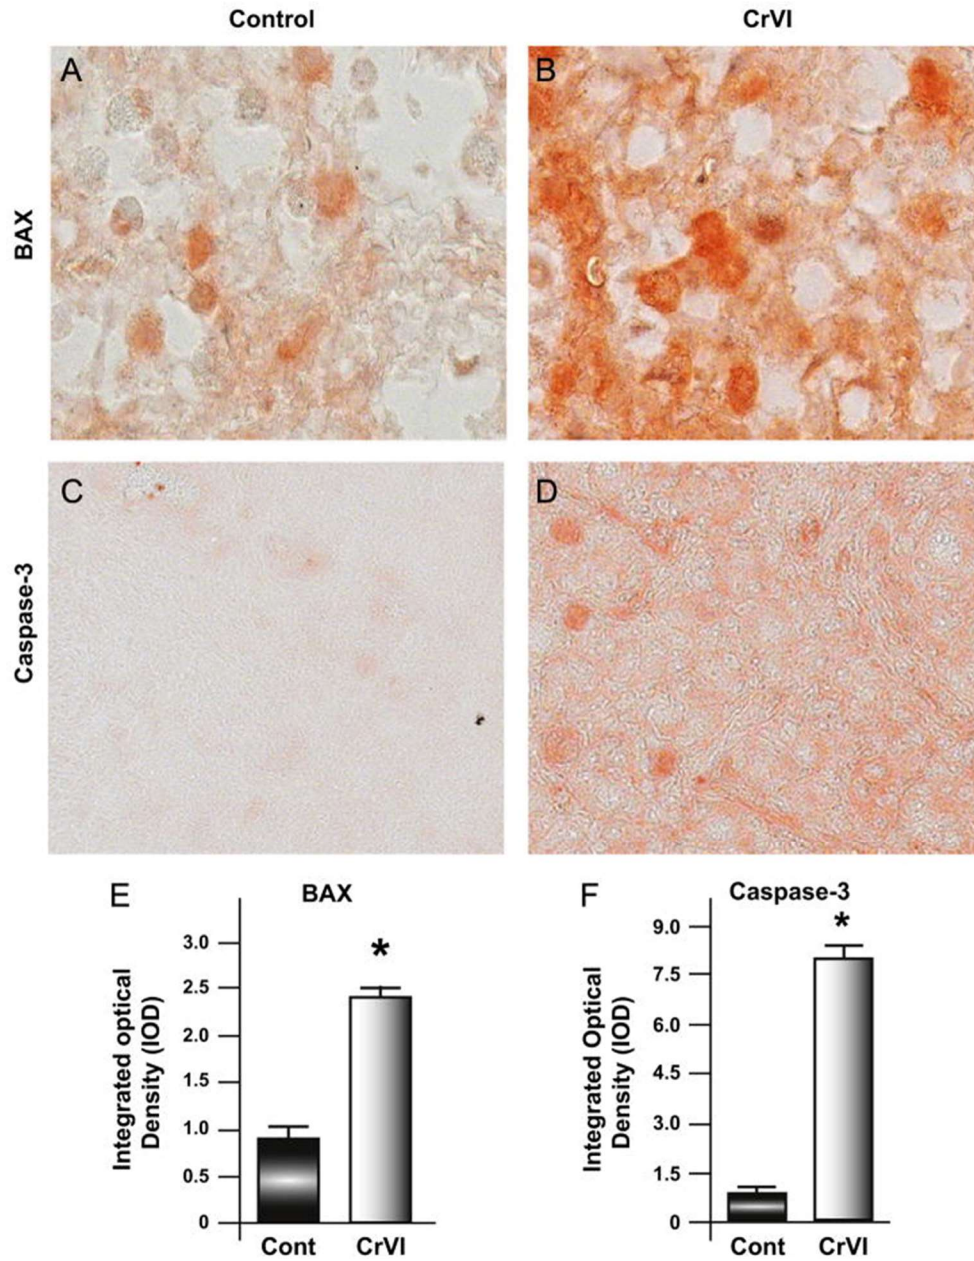 Control
CrVI
A
B
BAX
C
D
Caspase-3
E
BAX
Integrated optical
Density (IOD)
3.0
2.5
2.0
1.5
1.0
0.5
0
*
Cont
CrVI
F
Caspase-3
Integrated Optical
Density (IOD)
9.0
7.5
6.0
4.5
3.0
1.5
0
*
Cont
CrVI